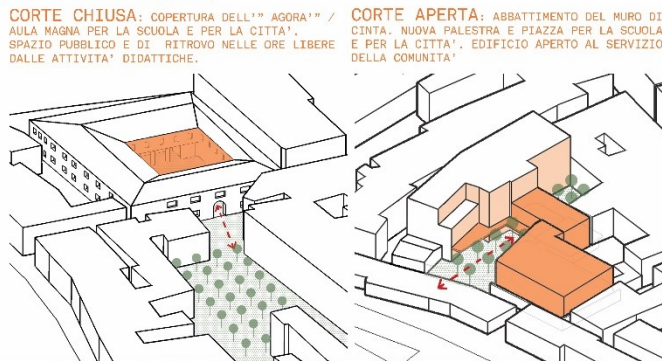 CORTE CHIUSA: COPERTURA DELL'" AGORA'" /
AULA MAGNA PER LA SCUOLA E PER LA CITTA'.
SPAZIO PUBBLICO E DI RITROVO NELLE ORE LIBERE
DALLE ATTIVITA' DIDATTICHE.
CORTE APERTA: ABBATTIMENTO DEL MURO DI
CINTA. NUOVA PALESTRA E PIAZZA PER LA SCUOLA
E PER LA CITTA'. EDIFICIO APERTO AL SERVIZIO
DELLA COMUNITA'